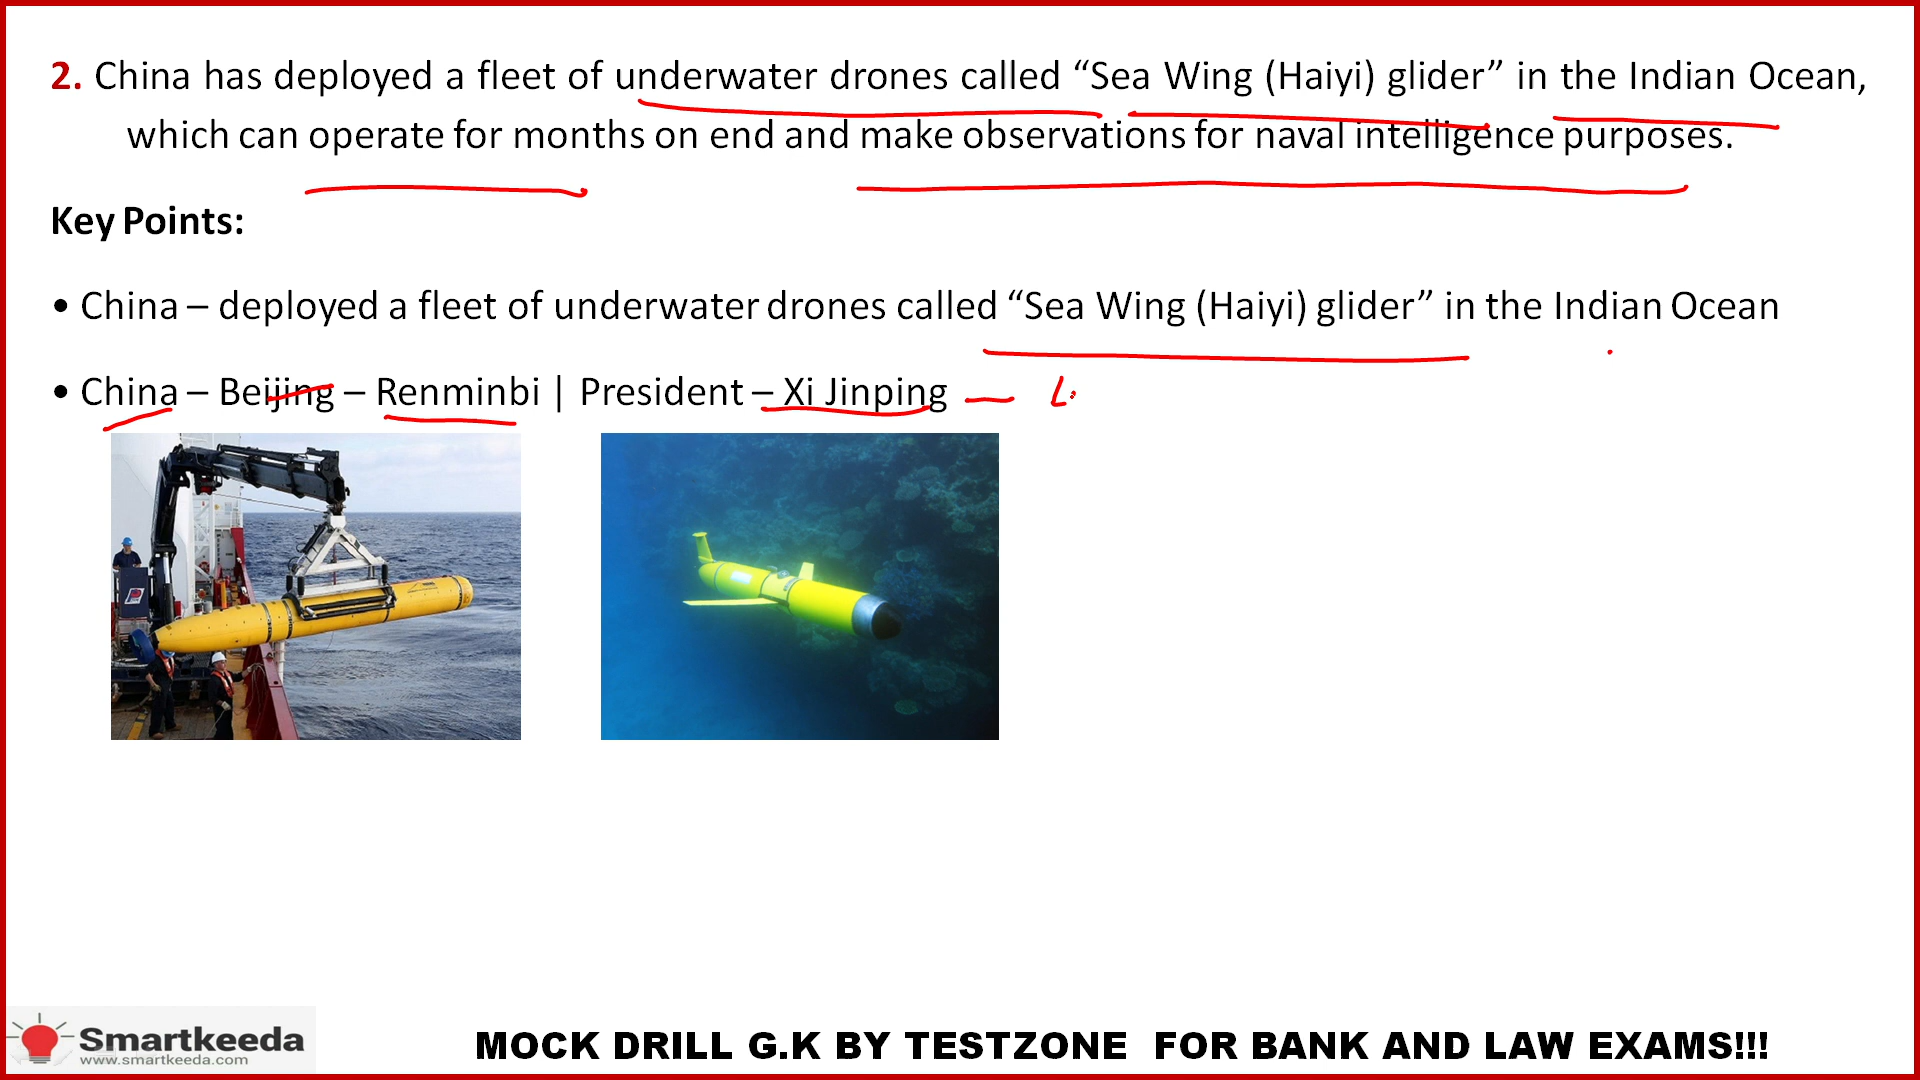 2. China has deployed a fleet of underwater drones called “Sea Wing (Haiyi) glider” in the Indian Ocean,
which can operate for months on end and make observations for naval intelligence purposes.
Key Points:
• China – deployed a fleet of underwater drones called “Sea Wing (Haiyi) glider” in the Indian Ocean
• China – Beijing – Renminbi | President – Xi Jinping
Smartkeeda
www.smartkeeda.com
MOCK DRILL G.K BY TESTZONE FOR BANK AND LAW EXAMS!!!